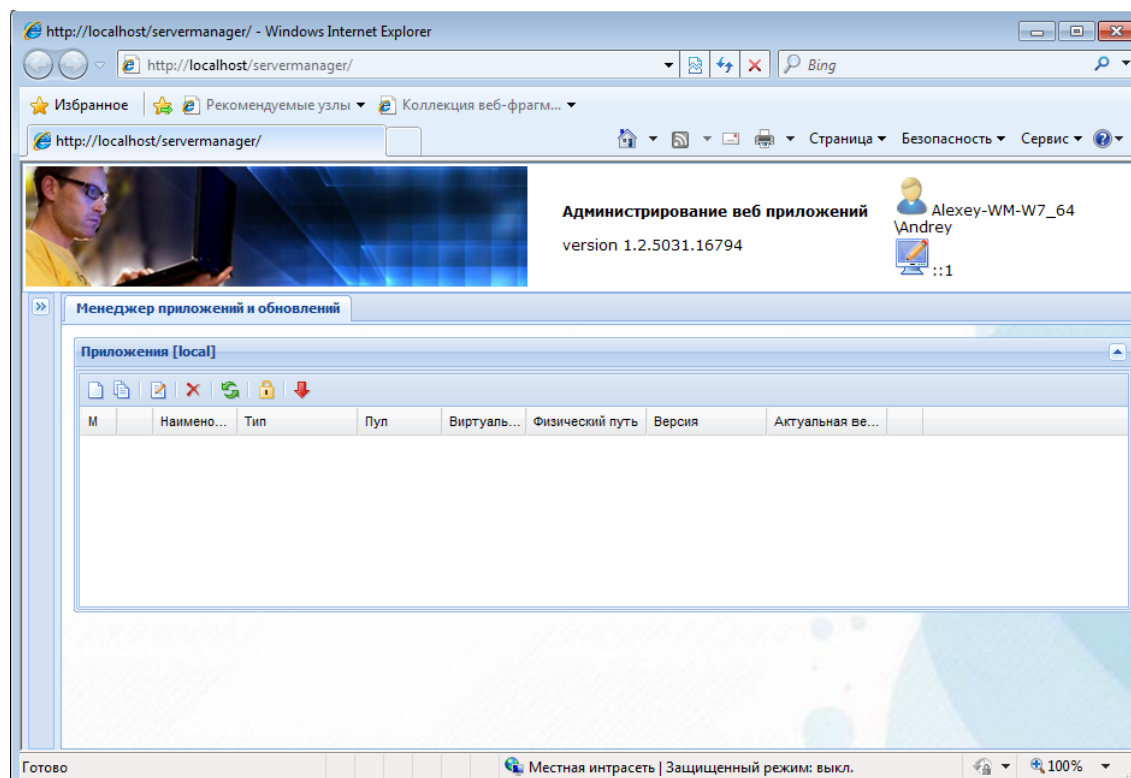 http://localhost/servermanager/ - Windows Internet Explorer
http://localhost/servermanager/
Bing
Избранное
Рекомендуемые узлы
Коллекция веб-фрагм...
http://localhost/servermanager/
Страница
Безопасность
Сервис
Администрирование веб приложений
version 1.2.5031.16794
Alexey-WM-W7_64
\Andrey
::1
Менеджер приложений и обновлений
Приложения [local]
М Наимено... Тип Пул Виртуаль... Физический путь Версия Актуальная ве...
Готово
Местная интрасеть | Защищенный режим: выкл.
100%